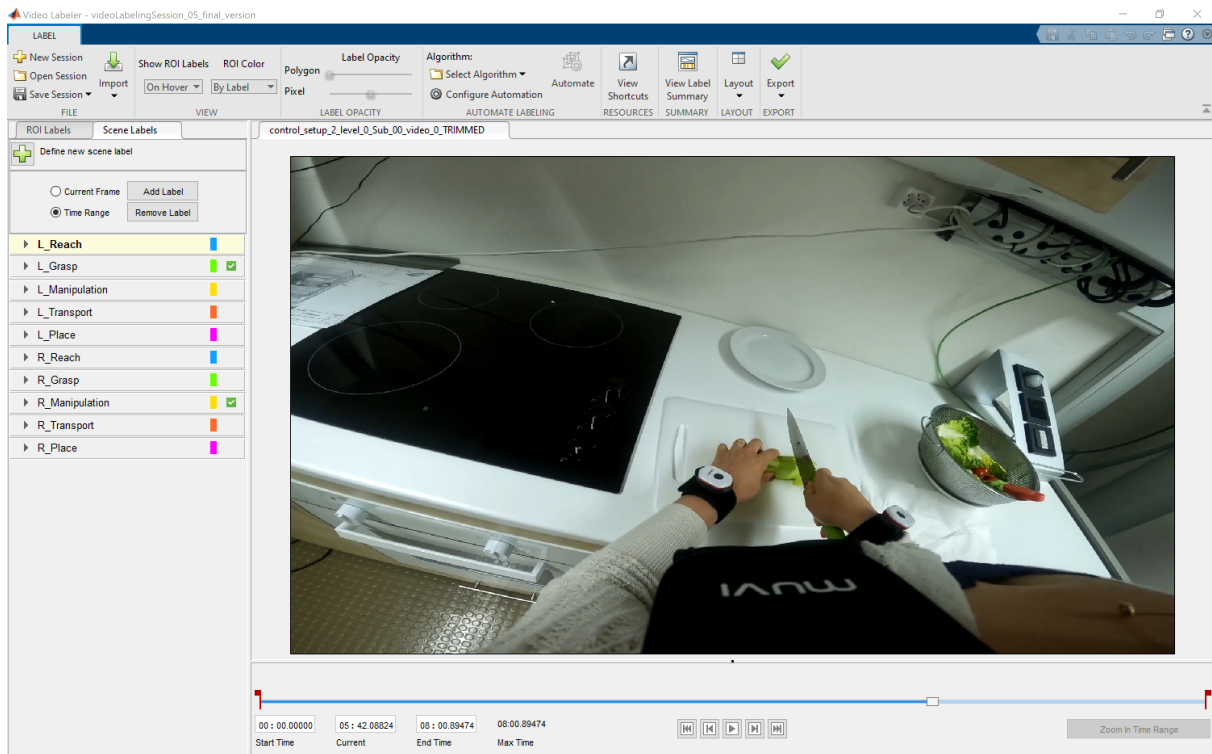 Video Labeler - videoLabelingSession_05_final_version
LABEL
New Session
Open Session
Save Session
Import
FILE
Show ROI Labels
ROI Color
On Hover
By Label
VIEW
Label Opacity
Polygon
Pixel
LABEL OPACITY
Algorithm:
Select Algorithm
Configure Automation
Automate
AUTOMATE LABELING
View
Shortcuts
RESOURCES
View Label
Summary
SUMMARY
Layout
LAYOUT
Export
EXPORT
ROI Labels
Scene Labels
Define new scene label
Current Frame
Add Label
Time Range
Remove Label
L_Reach
L_Grasp
L_Manipulation
L_Transport
L_Place
R_Reach
R_Grasp
R_Manipulation
R_Transport
R_Place
control_setup_2_level_0_Sub_00_video_0_TRIMMED
muvi
00 : 00.00000
05 : 42.08824
08 : 00.89474
08:00.89474
Start Time
Current
End Time
Max Time
Zoom In Time Range